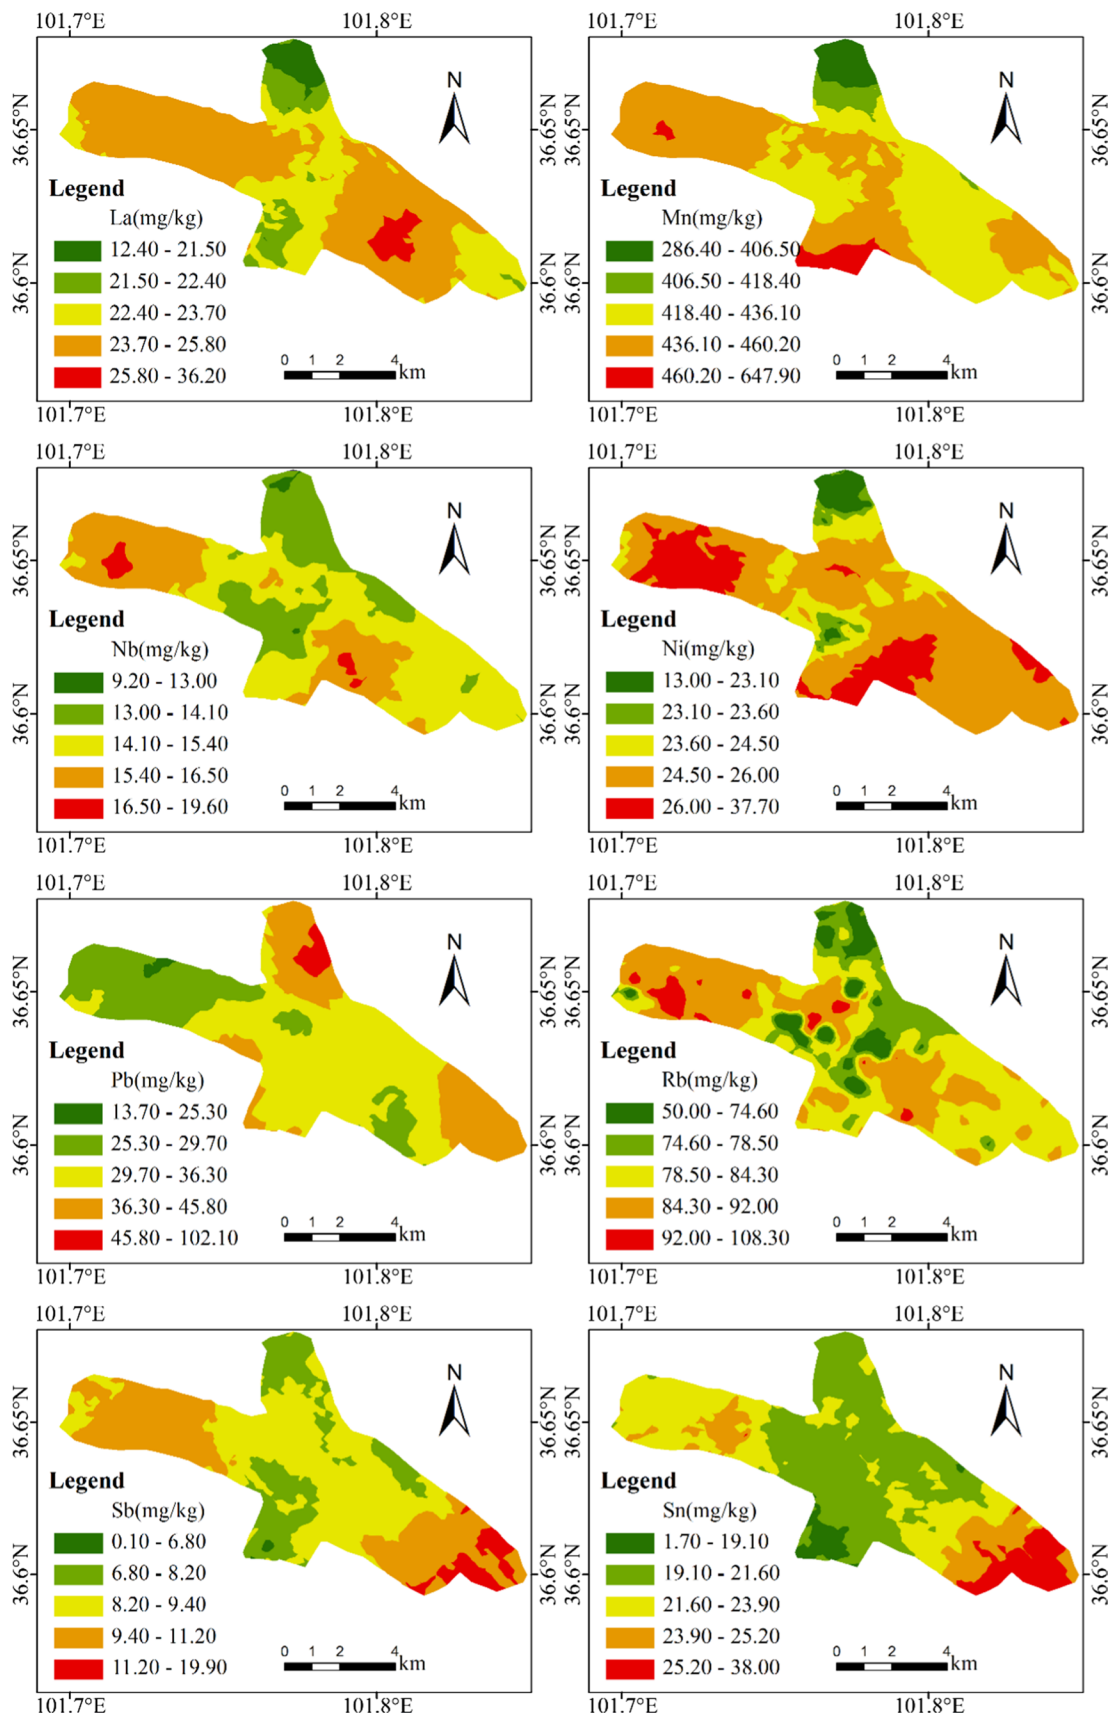 101.7°E 101.8°E 101.7°E 101.8°E
N N
36.65°N 36.65°N 36.65°N 36.65°N
Legend Legend
La(mg/kg) Mn(mg/kg)
12.40 - 21.50 286.40 - 406.50
21.50 - 22.40 406.50 - 418.40
36.6°N 36.6°N 36.6°N 36.6°N
22.40 - 23.70 418.40 - 436.10
23.70 - 25.80 436.10 - 460.20
0 1 2 4 km 0 1 2 4 km
25.80 - 36.20 460.20 - 647.90
101.7°E 101.8°E 101.7°E 101.8°E
101.7°E 101.8°E 101.7°E 101.8°E
N N
36.65°N 36.65°N 36.65°N 36.65°N
Legend Legend
Nb(mg/kg) Ni(mg/kg)
9.20 - 13.00 13.00 - 23.10
13.00 - 14.10 23.10 - 23.60
36.6°N 36.6°N 36.6°N 36.6°N
14.10 - 15.40 23.60 - 24.50
15.40 - 16.50 24.50 - 26.00
0 1 2 4 km 0 1 2 4 km
16.50 - 19.60 26.00 - 37.70
101.7°E 101.8°E 101.7°E 101.8°E
101.7°E 101.8°E 101.7°E 101.8°E
N N
36.65°N 36.65°N 36.65°N 36.65°N
Legend Legend
Pb(mg/kg) Rb(mg/kg)
13.70 - 25.30 50.00 - 74.60
25.30 - 29.70 74.60 - 78.50
36.6°N 36.6°N 36.6°N 36.6°N
29.70 - 36.30 78.50 - 84.30
36.30 - 45.80 84.30 - 92.00
0 1 2 4 km 0 1 2 4 km
45.80 - 102.10 92.00 - 108.30
101.7°E 101.8°E 101.7°E 101.8°E
101.7°E 101.8°E 101.7°E 101.8°E
N N
36.65°N 36.65°N 36.65°N 36.65°N
Legend Legend
Sb(mg/kg) Sn(mg/kg)
0.10 - 6.80 1.70 - 19.10
6.80 - 8.20 19.10 - 21.60
36.6°N 36.6°N 36.6°N 36.6°N
8.20 - 9.40 21.60 - 23.90
9.40 - 11.20 23.90 - 25.20
0 1 2 4 km 0 1 2 4 km
11.20 - 19.90 25.20 - 38.00
101.7°E 101.8°E 101.7°E 101.8°E